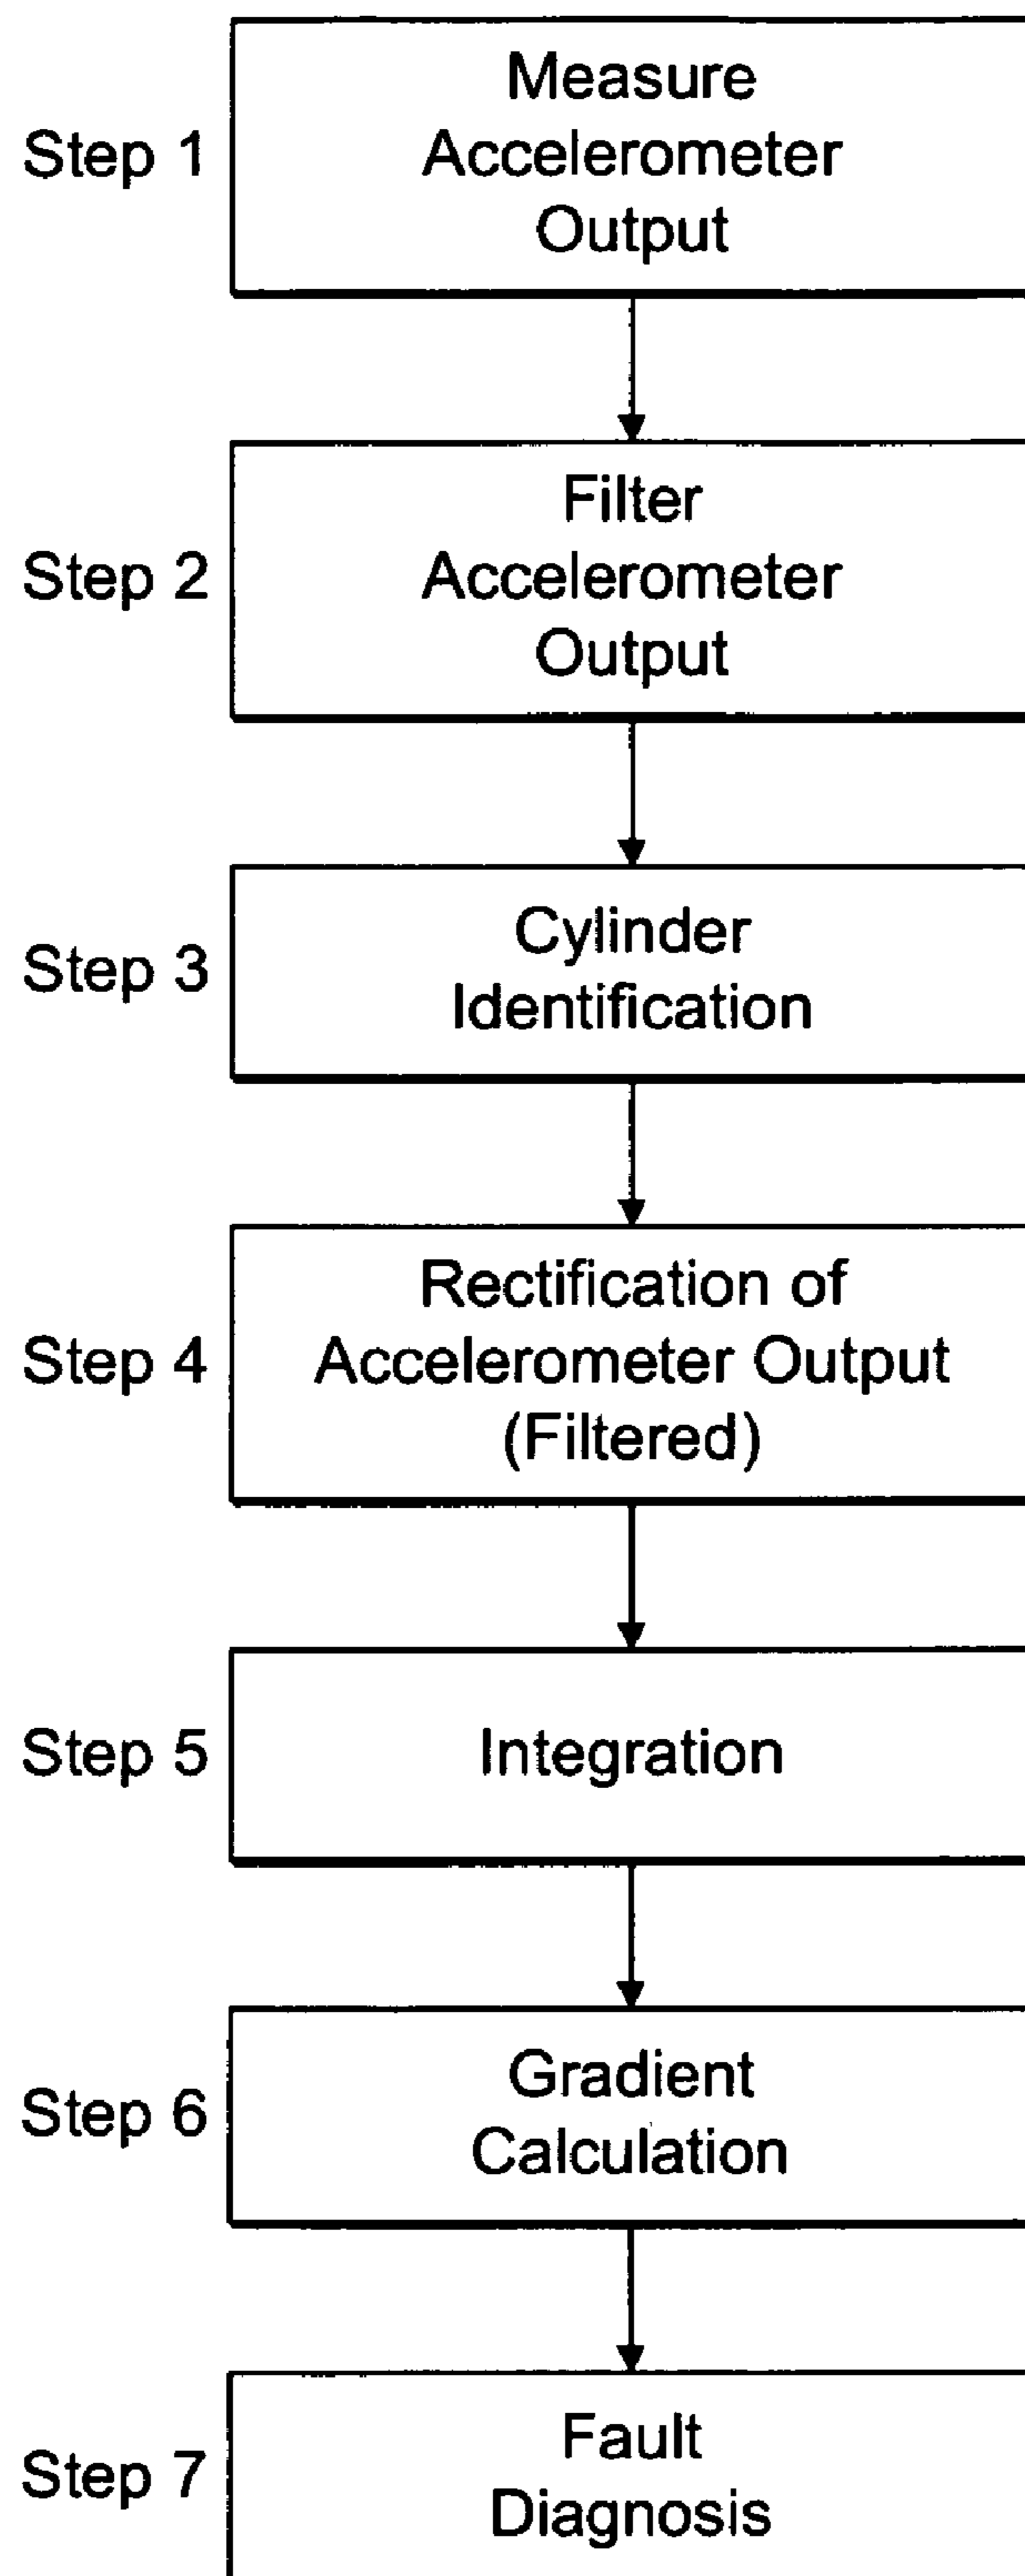 Step 1
Measure
Accelerometer
Output
Step 2
Filter
Accelerometer
Output
Step 3
Cylinder
Identification
Step 4
Rectification of
Accelerometer Output
(Filtered)
Step 5
Integration
Step 6
Gradient
Calculation
Step 7
Fault
Diagnosis